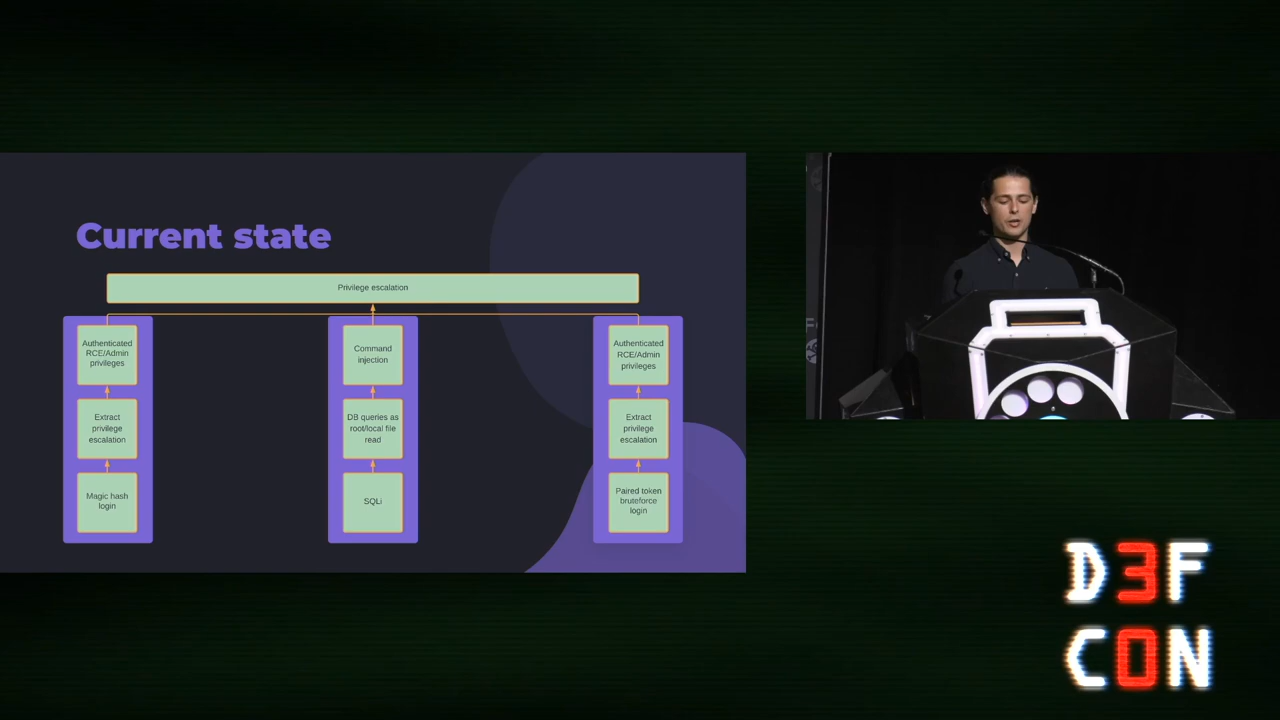 Current state
Privilege escalation
Authenticated
RCE/Admin
privileges
Extract
privilege
escalation
Magic hash
login
Command
injection
DB queries as
root/local file
read
SQLi
Authenticated
RCE/Admin
privileges
Extract
privilege
escalation
Paired token
bruteforce
login
D3F
C0N